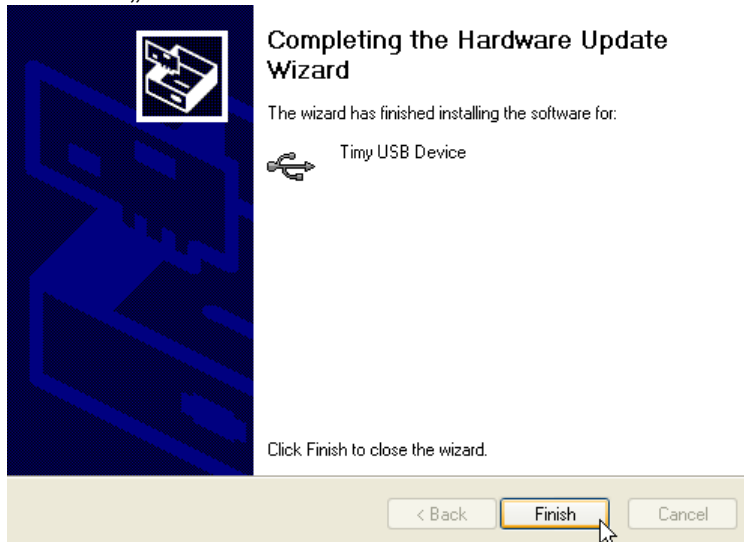 Completing the Hardware Update
Wizard
The wizard has finished installing the software for:
Timy USB Device
Click Finish to close the wizard.
< Back
Finish
Cancel